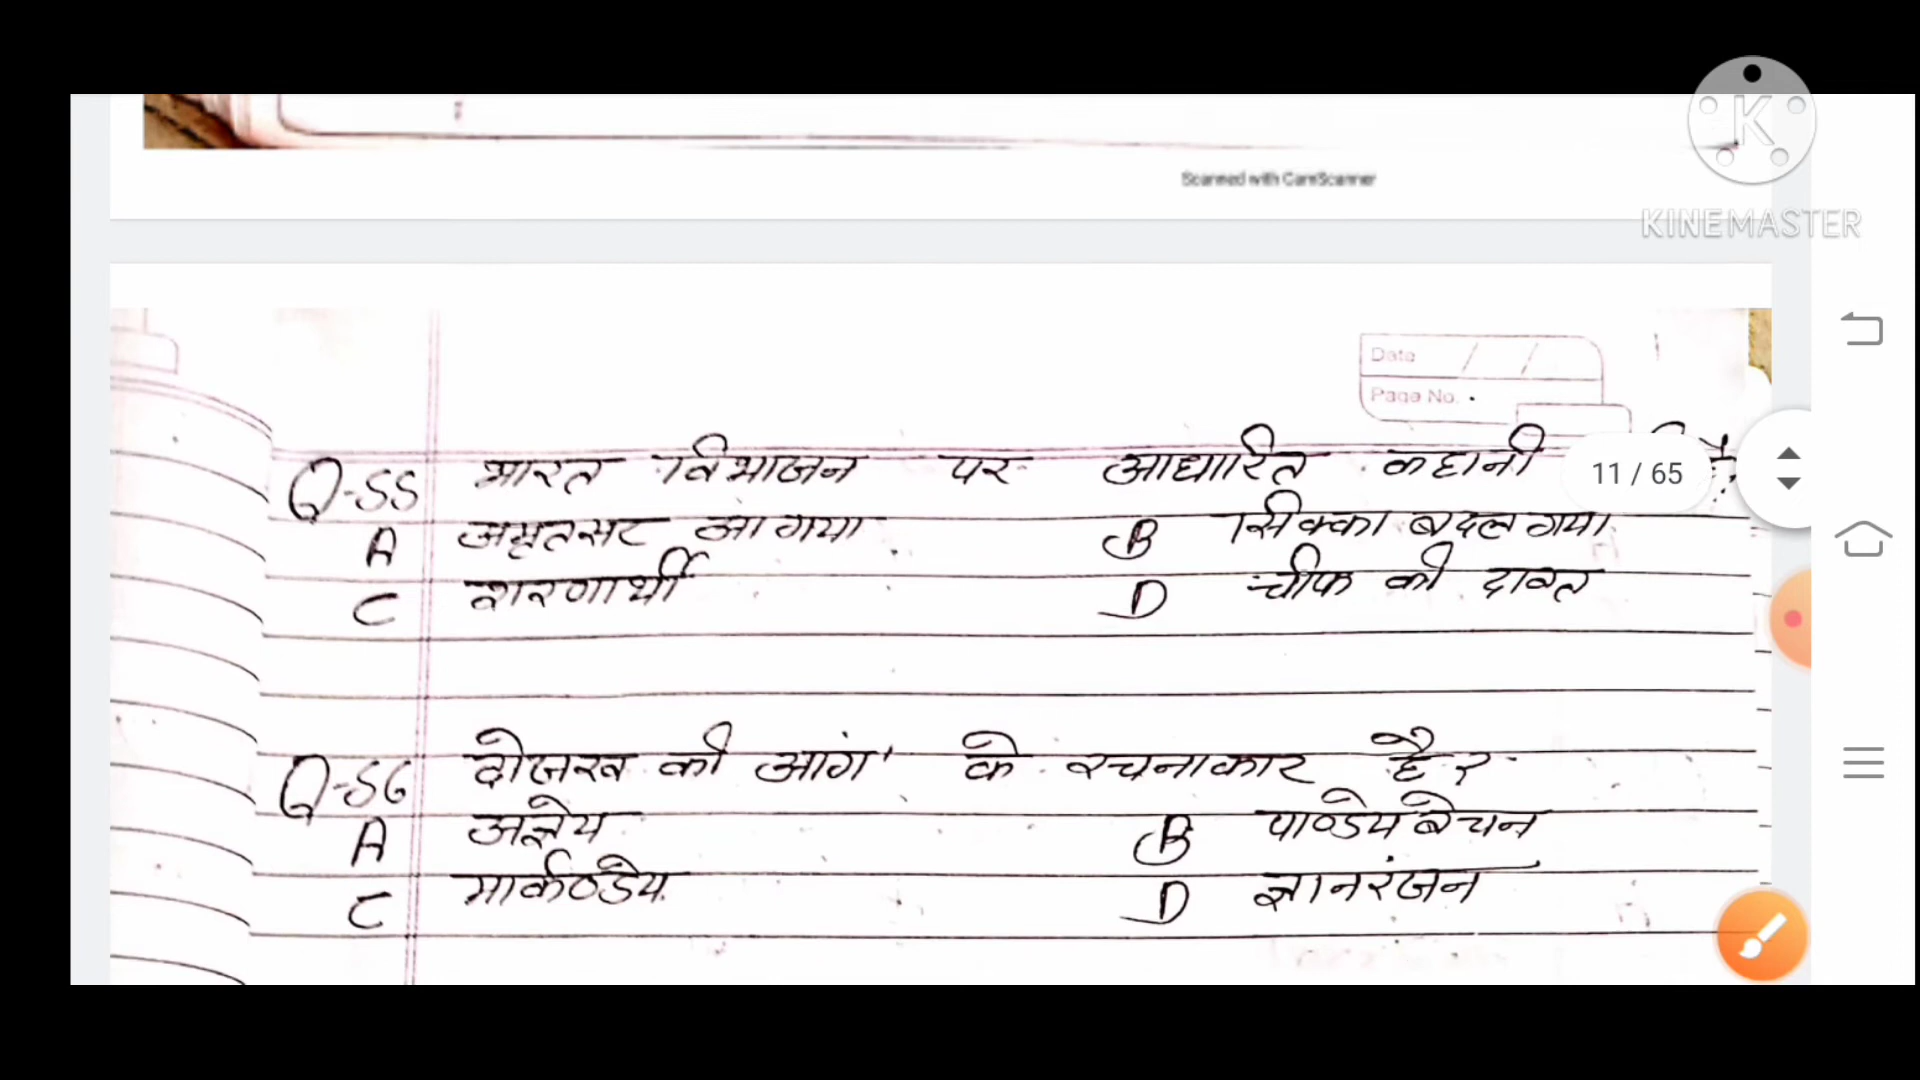 Scanned with CamScanner
K
KINEMASTER
Date / /
Page No.
Q-55 भारत विभाजन पर आधारित कहानी
11 / 65
A अमृतसर आ गया B सिक्का बदल गया
C शरणार्थी D चीफ की दावत
Q-56 दोजख की आग' के रचनाकार है?
A अज्ञेय B पाण्डेय बेचन
C मार्कण्डेय D ज्ञानरंजन